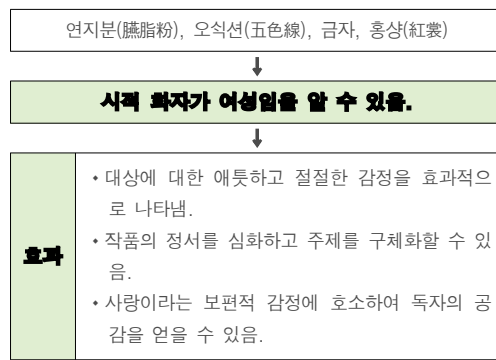 연지분(臙脂粉), 오ᄉᆡᆨ션(五色線), 금자, 홍샹(紅裳)
시적 화자가 여성임을 알 수 있음.
효과
• 대상에 대한 애틋하고 절절한 감정을 효과적으
로 나타냄.
• 작품의 정서를 심화하고 주제를 구체화할 수 있
음.
• 사랑이라는 보편적 감정에 호소하여 독자의 공
감을 얻을 수 있음.